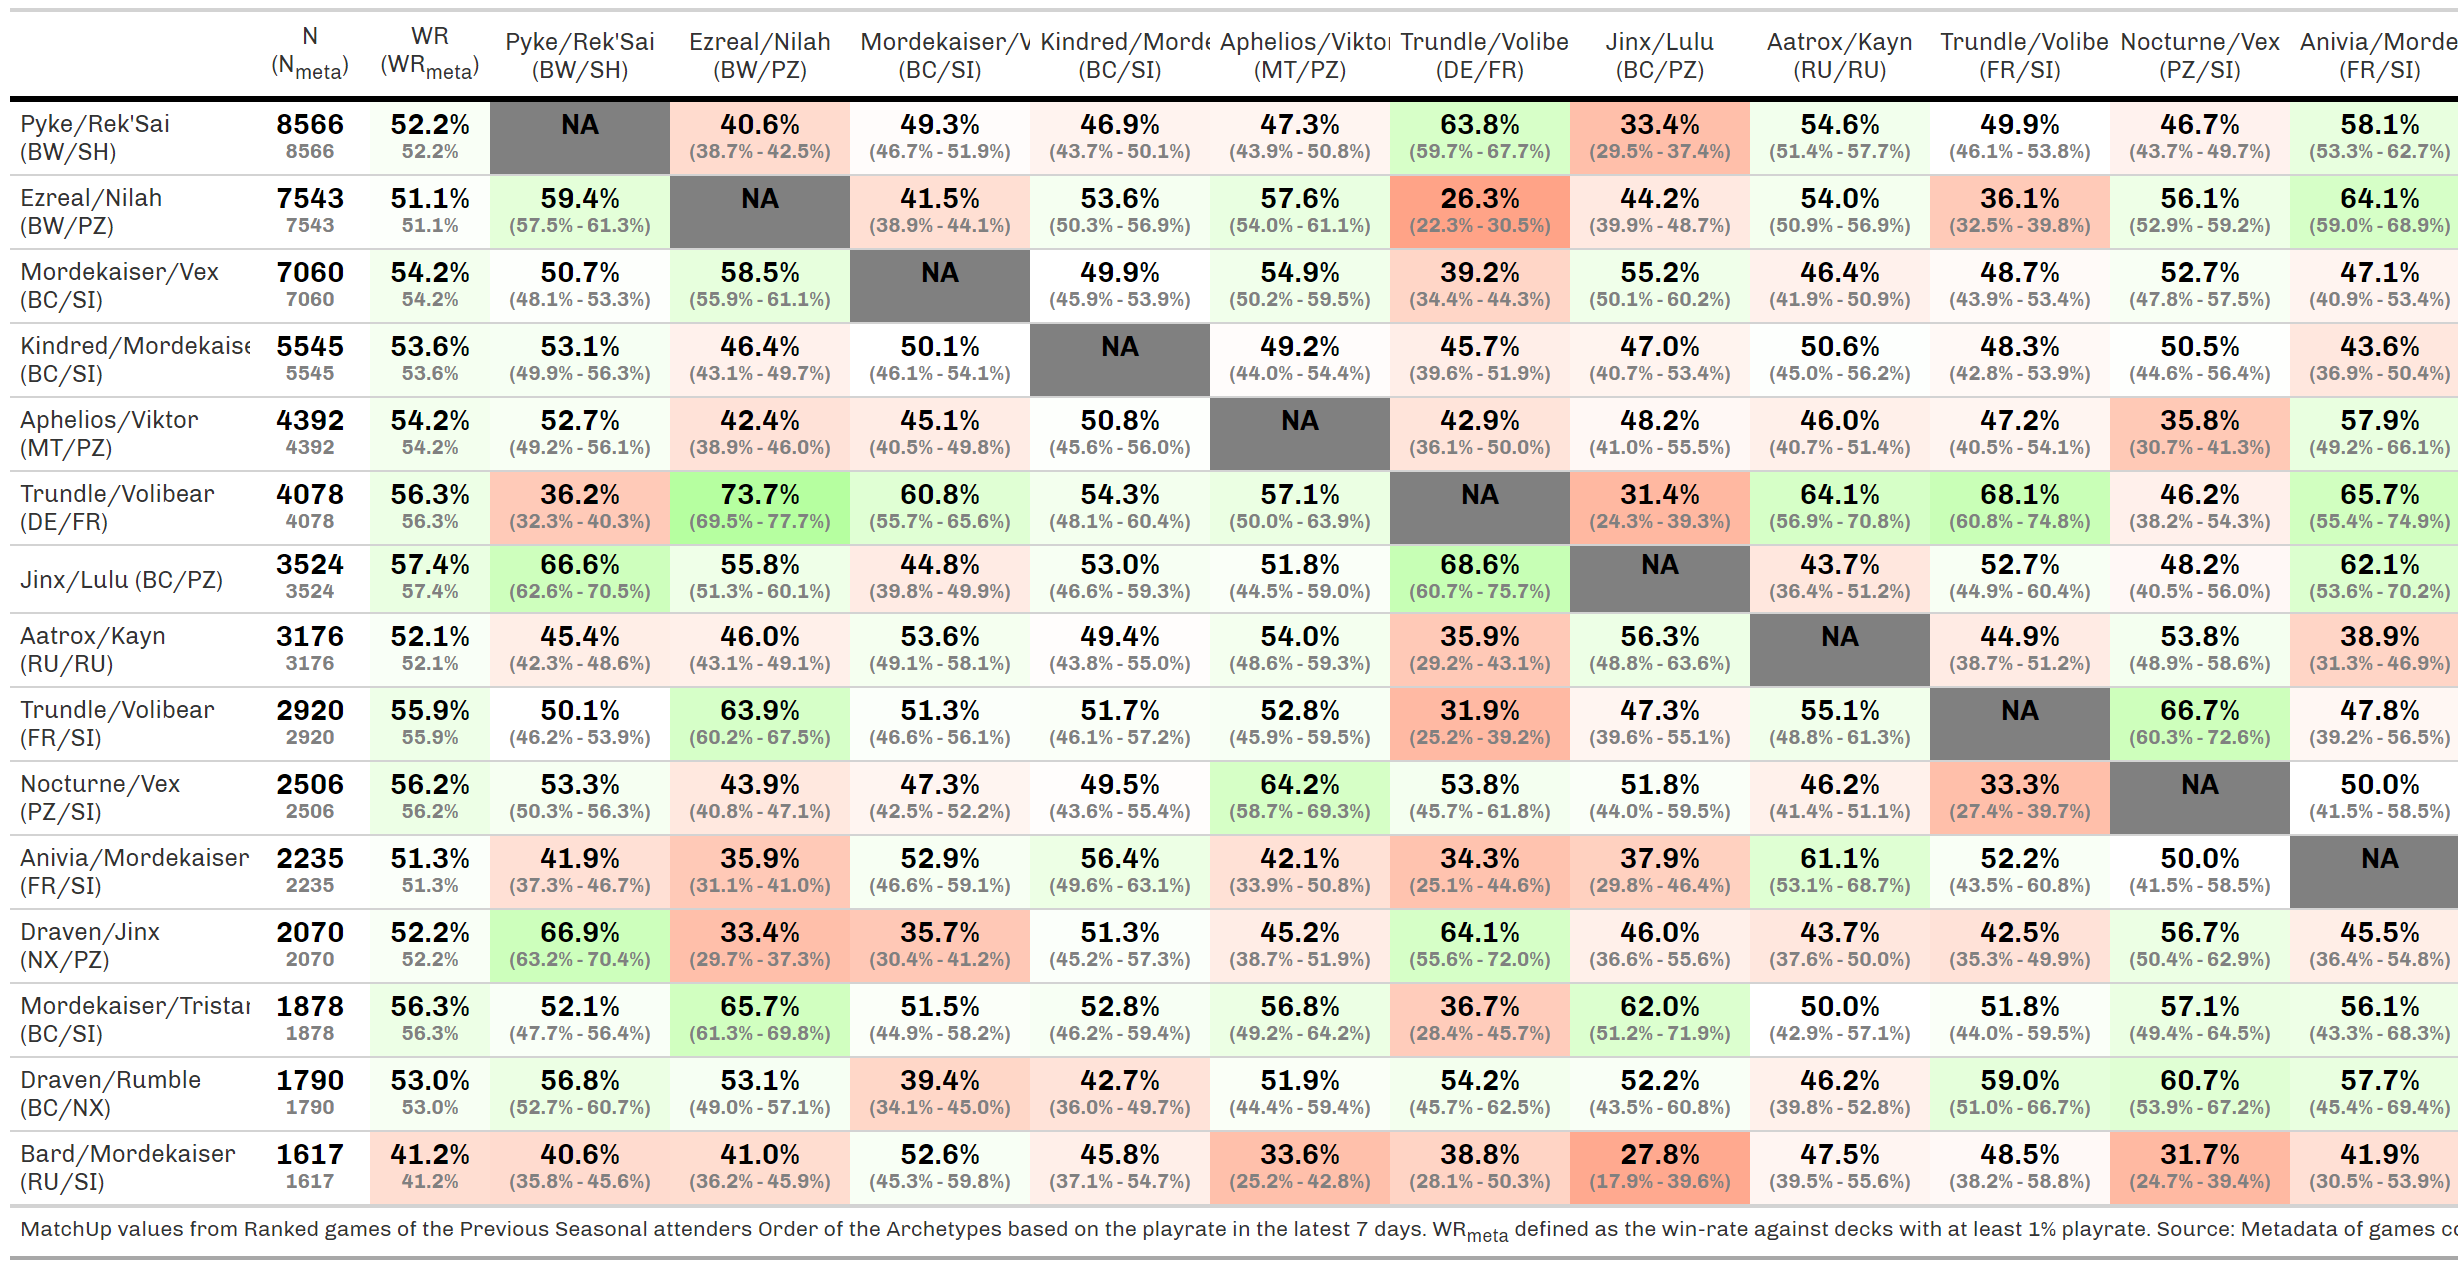 N WR Pyke/Rek'Sai Ezreal/Nilah Mordekaiser/V Kindred/Morde Aphelios/Viktor Trundle/Volibe Jinx/Lulu Aatrox/Kayn Trundle/Volibe Nocturne/Vex Anivia/Morde
(Nmeta) (WRmeta) (BW/SH) (BW/PZ) (BC/SI) (BC/SI) (MT/PZ) (DE/FR) (BC/PZ) (RU/RU) (FR/SI) (PZ/SI) (FR/SI)
Pyke/Rek'Sai 8566 52.2% NA 40.6% 49.3% 46.9% 47.3% 63.8% 33.4% 54.6% 49.9% 46.7% 58.1%
(BW/SH) 8566 52.2% (38.7% - 42.5%) (46.7% - 51.9%) (43.7% - 50.1%) (43.9% - 50.8%) (59.7% - 67.7%) (29.5% - 37.4%) (51.4% - 57.7%) (46.1% - 53.8%) (43.7% - 49.7%) (53.3% - 62.7%)
Ezreal/Nilah 7543 51.1% 59.4% NA 41.5% 53.6% 57.6% 26.3% 44.2% 54.0% 36.1% 56.1% 64.1%
(BW/PZ) 7543 51.1% (57.5% - 61.3%) (38.9% - 44.1%) (50.3% - 56.9%) (54.0% - 61.1%) (22.3% - 30.5%) (39.9% - 48.7%) (50.9% - 56.9%) (32.5% - 39.8%) (52.9% - 59.2%) (59.0% - 68.9%)
Mordekaiser/Vex 7060 54.2% 50.7% 58.5% NA 49.9% 54.9% 39.2% 55.2% 46.4% 48.7% 52.7% 47.1%
(BC/SI) 7060 54.2% (48.1% - 53.3%) (55.9% - 61.1%) (45.9% - 53.9%) (50.2% - 59.5%) (34.4% - 44.3%) (50.1% - 60.2%) (41.9% - 50.9%) (43.9% - 53.4%) (47.8% - 57.5%) (40.9% - 53.4%)
Kindred/Mordekaise 5545 53.6% 53.1% 46.4% 50.1% NA 49.2% 45.7% 47.0% 50.6% 48.3% 50.5% 43.6%
(BC/SI) 5545 53.6% (49.9% - 56.3%) (43.1% - 49.7%) (46.1% - 54.1%) (44.0% - 54.4%) (39.6% - 51.9%) (40.7% - 53.4%) (45.0% - 56.2%) (42.8% - 53.9%) (44.6% - 56.4%) (36.9% - 50.4%)
Aphelios/Viktor 4392 54.2% 52.7% 42.4% 45.1% 50.8% NA 42.9% 48.2% 46.0% 47.2% 35.8% 57.9%
(MT/PZ) 4392 54.2% (49.2% - 56.1%) (38.9% - 46.0%) (40.5% - 49.8%) (45.6% - 56.0%) (36.1% - 50.0%) (41.0% - 55.5%) (40.7% - 51.4%) (40.5% - 54.1%) (30.7% - 41.3%) (49.2% - 66.1%)
Trundle/Volibear 4078 56.3% 36.2% 73.7% 60.8% 54.3% 57.1% NA 31.4% 64.1% 68.1% 46.2% 65.7%
(DE/FR) 4078 56.3% (32.3% - 40.3%) (69.5% - 77.7%) (55.7% - 65.6%) (48.1% - 60.4%) (50.0% - 63.9%) (24.3% - 39.3%) (56.9% - 70.8%) (60.8% - 74.8%) (38.2% - 54.3%) (55.4% - 74.9%)
Jinx/Lulu (BC/PZ) 3524 57.4% 66.6% 55.8% 44.8% 53.0% 51.8% 68.6% NA 43.7% 52.7% 48.2% 62.1%
3524 57.4% (62.6% - 70.5%) (51.3% - 60.1%) (39.8% - 49.9%) (46.6% - 59.3%) (44.5% - 59.0%) (60.7% - 75.7%) (36.4% - 51.2%) (44.9% - 60.4%) (40.5% - 56.0%) (53.6% - 70.2%)
Aatrox/Kayn 3176 52.1% 45.4% 46.0% 53.6% 49.4% 54.0% 35.9% 56.3% NA 44.9% 53.8% 38.9%
(RU/RU) 3176 52.1% (42.3% - 48.6%) (43.1% - 49.1%) (49.1% - 58.1%) (43.8% - 55.0%) (48.6% - 59.3%) (29.2% - 43.1%) (48.8% - 63.6%) (38.7% - 51.2%) (48.9% - 58.6%) (31.3% - 46.9%)
Trundle/Volibear 2920 55.9% 50.1% 63.9% 51.3% 51.7% 52.8% 31.9% 47.3% 55.1% NA 66.7% 47.8%
(FR/SI) 2920 55.9% (46.2% - 53.9%) (60.2% - 67.5%) (46.6% - 56.1%) (46.1% - 57.2%) (45.9% - 59.5%) (25.2% - 39.2%) (39.6% - 55.1%) (48.8% - 61.3%) (60.3% - 72.6%) (39.2% - 56.5%)
Nocturne/Vex 2506 56.2% 53.3% 43.9% 47.3% 49.5% 64.2% 53.8% 51.8% 46.2% 33.3% NA 50.0%
(PZ/SI) 2506 56.2% (50.3% - 56.3%) (40.8% - 47.1%) (42.5% - 52.2%) (43.6% - 55.4%) (58.7% - 69.3%) (45.7% - 61.8%) (44.0% - 59.5%) (41.4% - 51.1%) (27.4% - 39.7%) (41.5% - 58.5%)
Anivia/Mordekaiser 2235 51.3% 41.9% 35.9% 52.9% 56.4% 42.1% 34.3% 37.9% 61.1% 52.2% 50.0% NA
(FR/SI) 2235 51.3% (37.3% - 46.7%) (31.1% - 41.0%) (46.6% - 59.1%) (49.6% - 63.1%) (33.9% - 50.8%) (25.1% - 44.6%) (29.8% - 46.4%) (53.1% - 68.7%) (43.5% - 60.8%) (41.5% - 58.5%)
Draven/Jinx 2070 52.2% 66.9% 33.4% 35.7% 51.3% 45.2% 64.1% 46.0% 43.7% 42.5% 56.7% 45.5%
(NX/PZ) 2070 52.2% (63.2% - 70.4%) (29.7% - 37.3%) (30.4% - 41.2%) (45.2% - 57.3%) (38.7% - 51.9%) (55.6% - 72.0%) (36.6% - 55.6%) (37.6% - 50.0%) (35.3% - 49.9%) (50.4% - 62.9%) (36.4% - 54.8%)
Mordekaiser/Tristar 1878 56.3% 52.1% 65.7% 51.5% 52.8% 56.8% 36.7% 62.0% 50.0% 51.8% 57.1% 56.1%
(BC/SI) 1878 56.3% (47.7% - 56.4%) (61.3% - 69.8%) (44.9% - 58.2%) (46.2% - 59.4%) (49.2% - 64.2%) (28.4% - 45.7%) (51.2% - 71.9%) (42.9% - 57.1%) (44.0% - 59.5%) (49.4% - 64.5%) (43.3% - 68.3%)
Draven/Rumble 1790 53.0% 56.8% 53.1% 39.4% 42.7% 51.9% 54.2% 52.2% 46.2% 59.0% 60.7% 57.7%
(BC/NX) 1790 53.0% (52.7% - 60.7%) (49.0% - 57.1%) (34.1% - 45.0%) (36.0% - 49.7%) (44.4% - 59.4%) (45.7% - 62.5%) (43.5% - 60.8%) (39.8% - 52.8%) (51.0% - 66.7%) (53.9% - 67.2%) (45.4% - 69.4%)
Bard/Mordekaiser 1617 41.2% 40.6% 41.0% 52.6% 45.8% 33.6% 38.8% 27.8% 47.5% 48.5% 31.7% 41.9%
(RU/SI) 1617 41.2% (35.8% - 45.6%) (36.2% - 45.9%) (45.3% - 59.8%) (37.1% - 54.7%) (25.2% - 42.8%) (28.1% - 50.3%) (17.9% - 39.6%) (39.5% - 55.6%) (38.2% - 58.8%) (24.7% - 39.4%) (30.5% - 53.9%)
MatchUp values from Ranked games of the Previous Seasonal attenders Order of the Archetypes based on the playrate in the latest 7 days. WRmeta defined as the win-rate against decks with at least 1% playrate. Source: Metadata of games